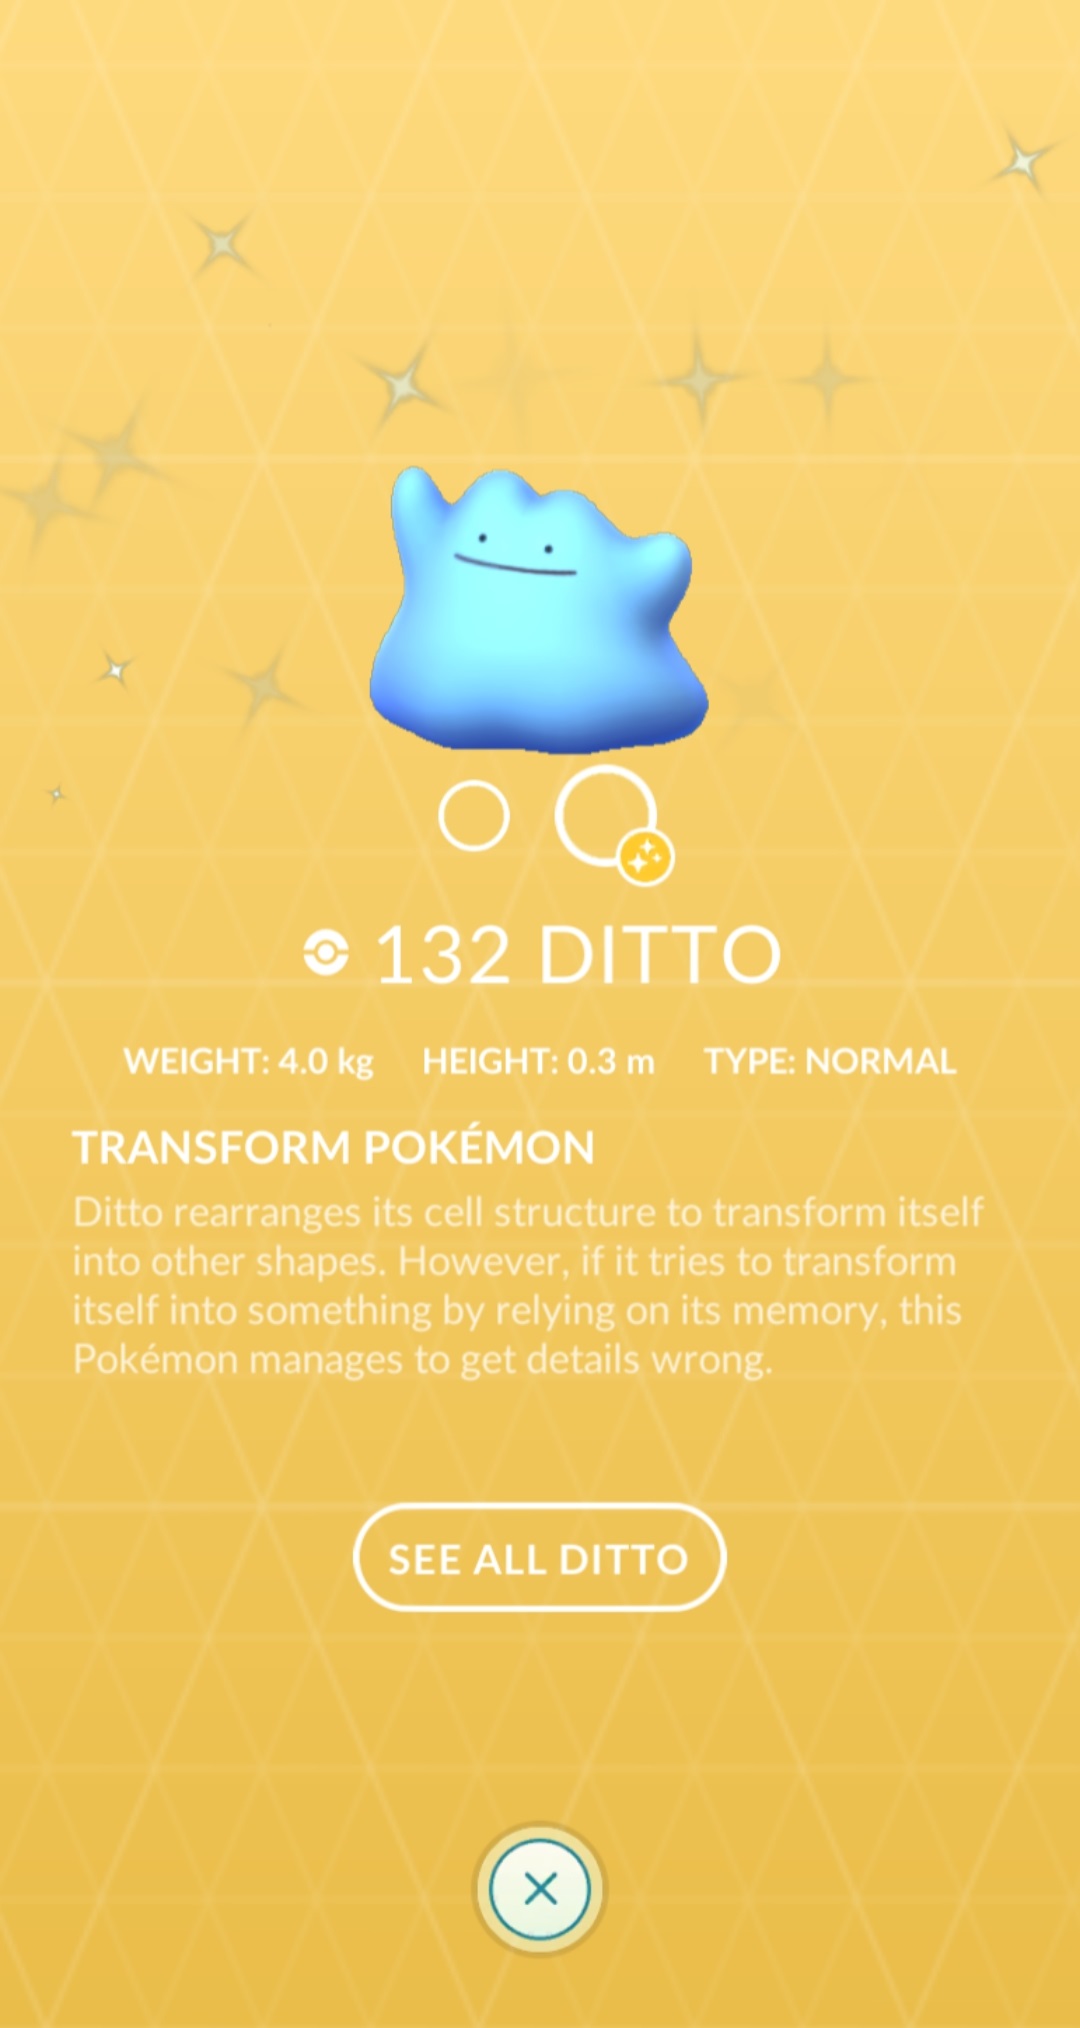 132 DITTO
WEIGHT: 4.0 kg HEIGHT: 0.3 m TYPE: NORMAL
TRANSFORM POKÉMON
Ditto rearranges its cell structure to transform itself
into other shapes. However, if it tries to transform
itself into something by relying on its memory, this
Pokémon manages to get details wrong.
SEE ALL DITTO